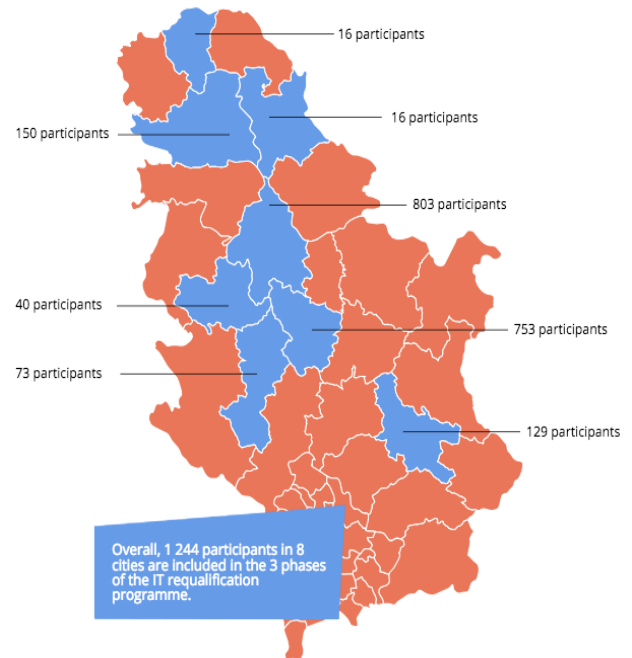 16 participants
16 participants
150 participants
803 participants
40 participants
753 participants
73 participants
129 participants
Overall, 1 244 participants in 8
cities are included in the 3 phases
of the IT requalification
programme.